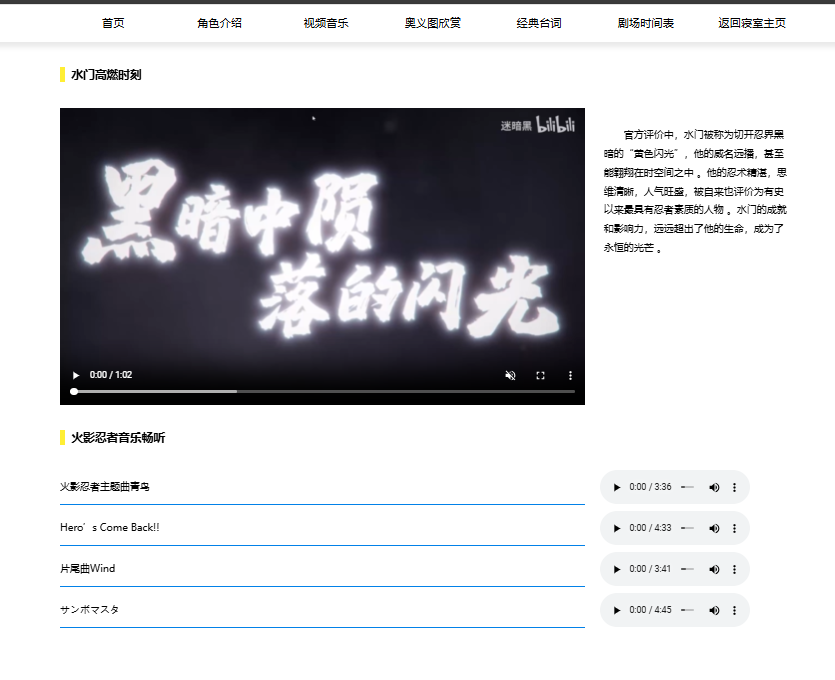 首页 角色介绍 视频音乐 奥义图欣赏 经典台词 剧场时间表 返回寝室主页
水门高燃时刻
迷暗黑 bilibili
黑暗中陨
落的闪光
0:00 / 1:02
官方评价中，水门被称为切开忍界黑
暗的“黄色闪光”，他的威名远播，甚至
能翱翔在时空间之中 。他的忍术精湛，思
维清晰，人气旺盛，被自来也评价为有史
以来最具有忍者素质的人物 。水门的成就
和影响力，远远超出了他的生命，成为了
永恒的光芒 。
火影忍者音乐畅听
火影忍者主题曲青鸟 0:00 / 3:36
Hero’s Come Back!! 0:00 / 4:33
片尾曲Wind 0:00 / 3:41
サンボマスタ 0:00 / 4:45